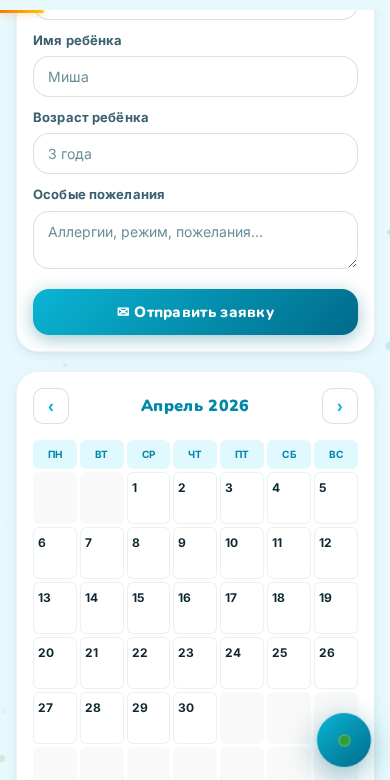 Имя ребёнка
Миша
Возраст ребёнка
3 года
Особые пожелания
Аллергии, режим, пожелания...
✉ Отправить заявку
‹ Апрель 2026 ›
ПН ВТ СР ЧТ ПТ СБ ВС
1 2 3 4 5
6 7 8 9 10 11 12
13 14 15 16 17 18 19
20 21 22 23 24 25 26
27 28 29 30